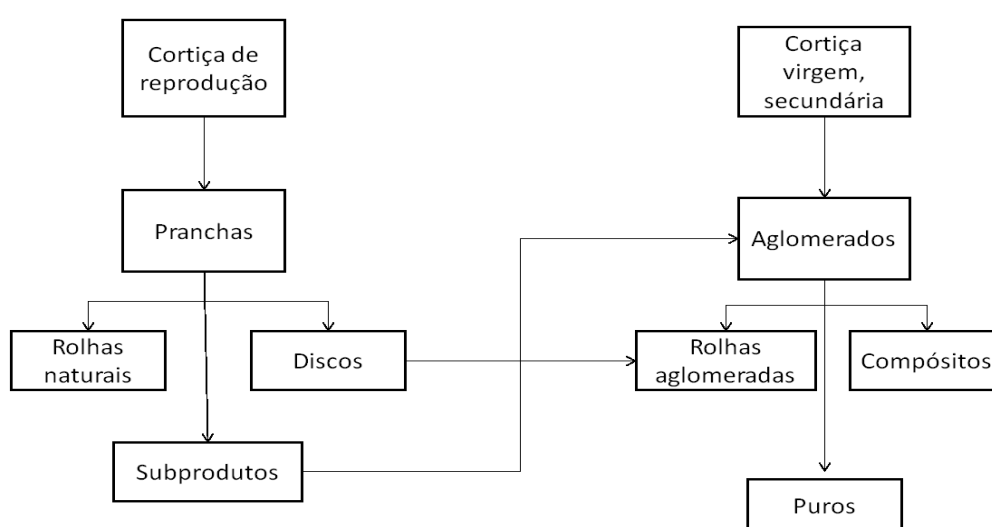 Cortiça de
reprodução
Cortiça
virgem,
secundária
Pranchas
Aglomerados
Rolhas
naturais
Discos
Rolhas
aglomeradas
Compósitos
Subprodutos
Puros